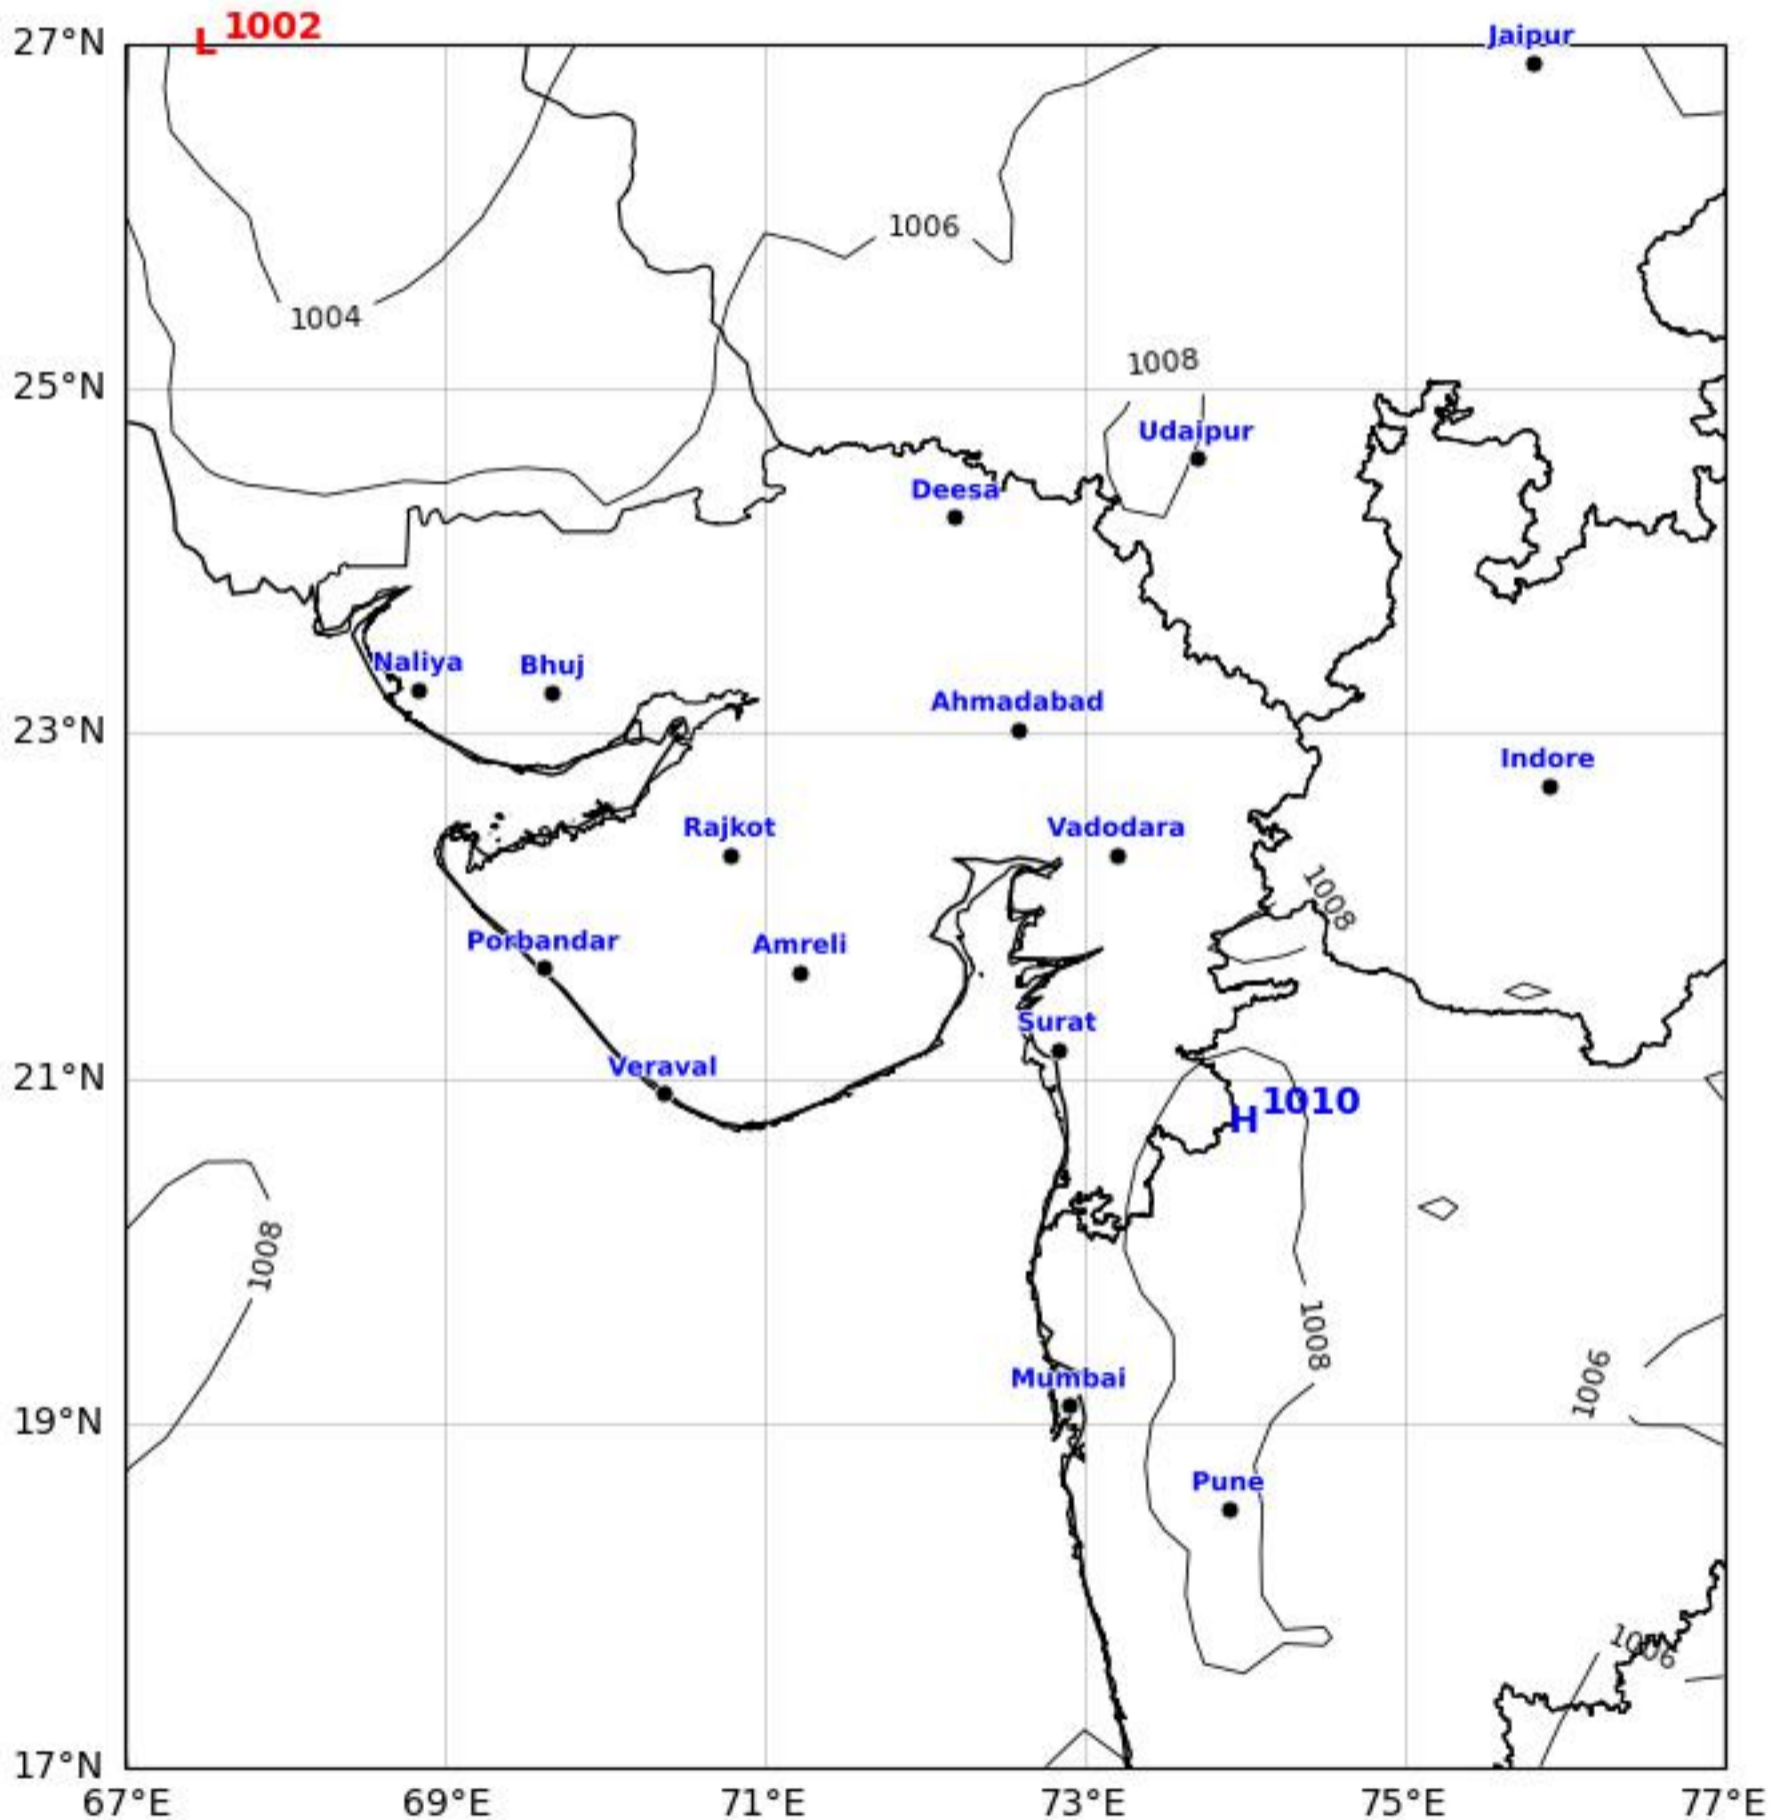 L 1002
Jaipur
27°N
1006
1004
1008
25°N
Udaipur
Deesa
Naliya
Bhuj
Ahmadabad
23°N
Indore
Rajkot
Vadodara
1008
Porbandar
Amreli
Surat
Veraval
21°N
H 1010
1008
1008
1006
Mumbai
19°N
Pune
1006
17°N
67°E 69°E 71°E 73°E 75°E 77°E